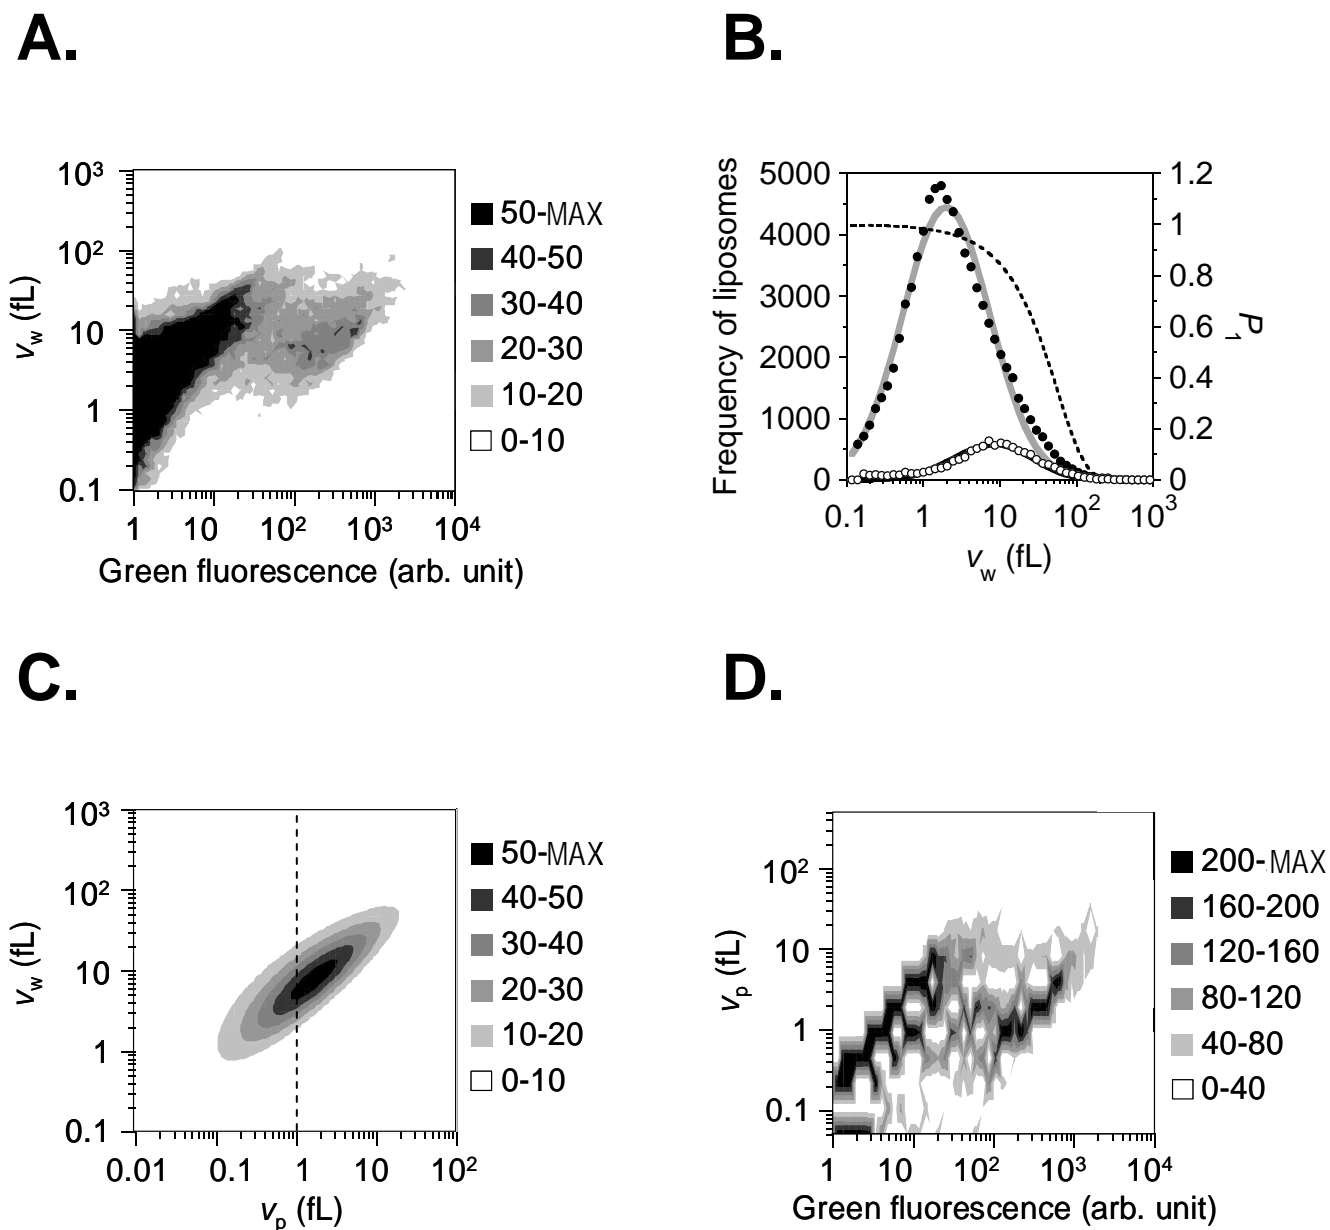 A.
B.
10³
10²
10
1
0.1
v_w (fL)
1 10 10² 10³ 10⁴
Green fluorescence (arb. unit)
50-MAX
40-50
30-40
20-30
10-20
0-10
Frequency of liposomes
5000
4000
3000
2000
1000
0
1.2
1
0.8
0.6
0.4
0.2
0
P₁
0.1 1 10 10² 10³
v_w (fL)
C.
D.
10³
10²
10
1
0.1
v_w (fL)
0.01 0.1 1 10 10²
v_p (fL)
50-MAX
40-50
30-40
20-30
10-20
0-10
10²
10
1
0.1
v_p (fL)
1 10 10² 10³ 10⁴
Green fluorescence (arb. unit)
200-MAX
160-200
120-160
80-120
40-80
0-40